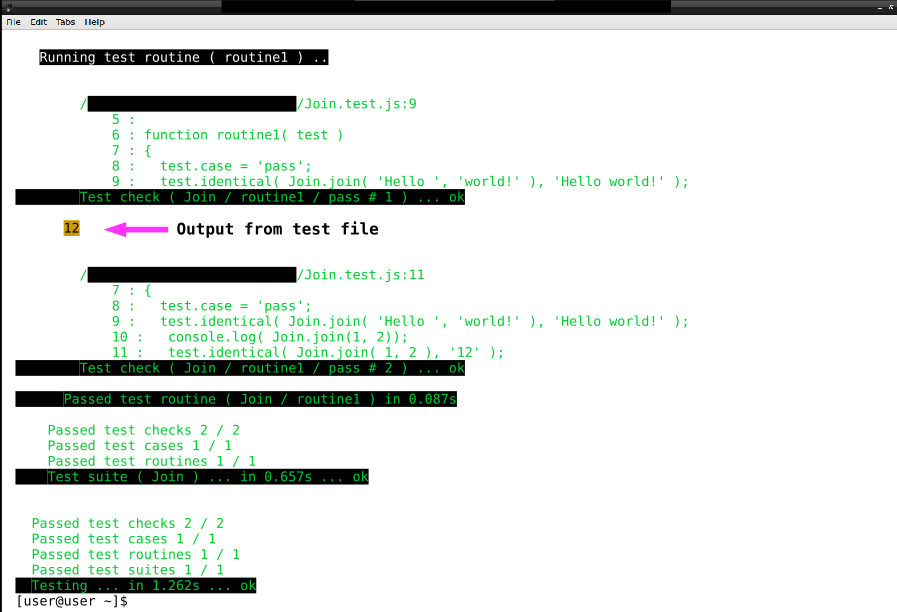 File Edit Tabs Help
Running test routine ( routine1 ) ..
/ /Join.test.js:9
5 :
6 : function routine1( test )
7 : {
8 :   test.case = 'pass';
9 :   test.identical( Join.join( 'Hello ', 'world!' ), 'Hello world!' );
Test check ( Join / routine1 / pass # 1 ) ... ok
12 Output from test file
/ /Join.test.js:11
7 : {
8 :   test.case = 'pass';
9 :   test.identical( Join.join( 'Hello ', 'world!' ), 'Hello world!' );
10 :   console.log( Join.join(1, 2));
11 :   test.identical( Join.join( 1, 2 ), '12' );
Test check ( Join / routine1 / pass # 2 ) ... ok
Passed test routine ( Join / routine1 ) in 0.087s
Passed test checks 2 / 2
Passed test cases 1 / 1
Passed test routines 1 / 1
Test suite ( Join ) ... in 0.657s ... ok
Passed test checks 2 / 2
Passed test cases 1 / 1
Passed test routines 1 / 1
Passed test suites 1 / 1
Testing ... in 1.262s ... ok
[user@user ~]$